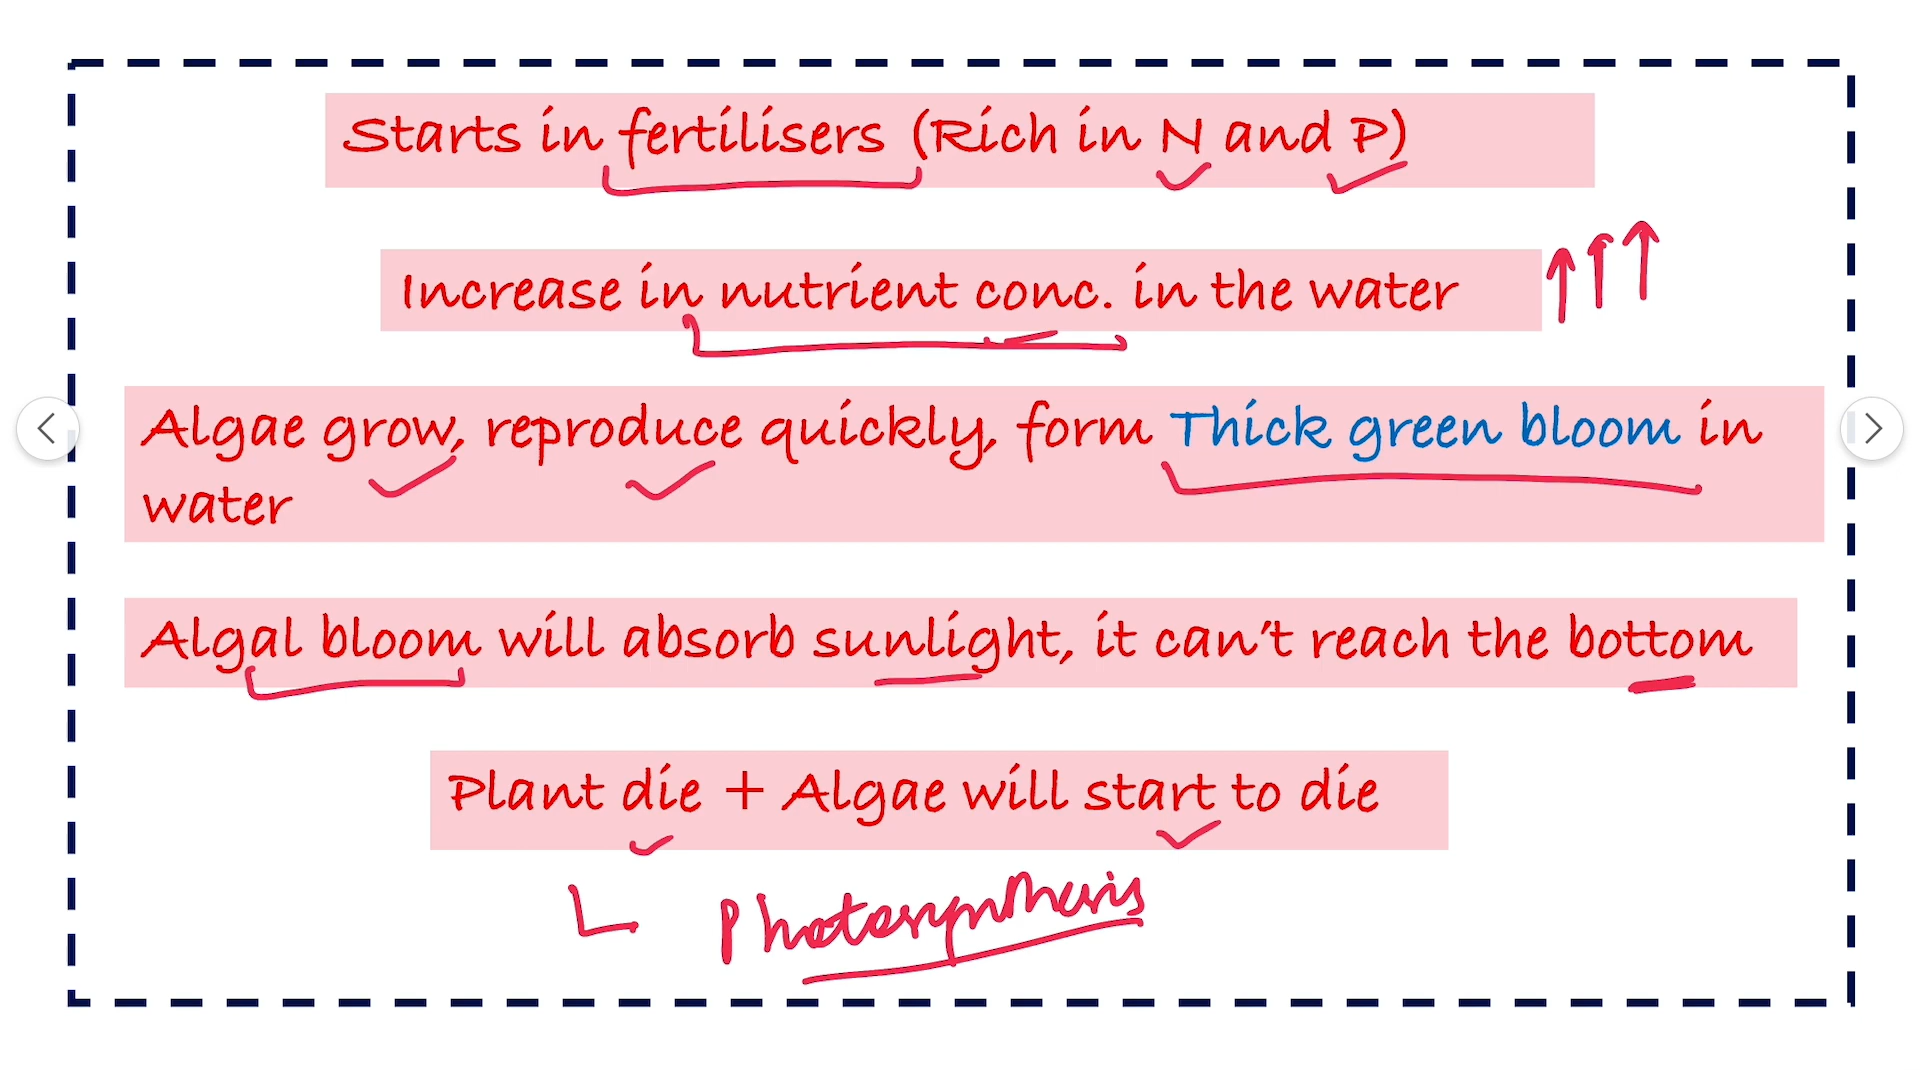 Starts in fertilisers (Rich in N and P)
Increase in nutrient conc. in the water
Algae grow, reproduce quickly, form Thick green bloom in
water
Algal bloom will absorb sunlight, it can't reach the bottom
Plant die + Algae will start to die
Photosynthesis